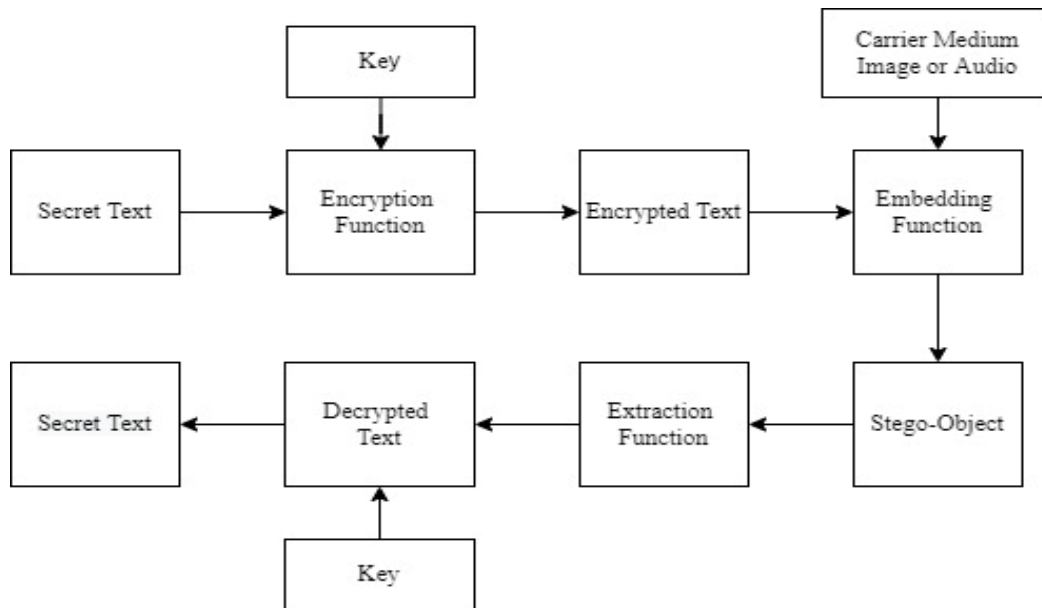 Key
Carrier Medium
Image or Audio
Secret Text
Encryption
Function
Encrypted Text
Embedding
Function
Secret Text
Decrypted
Text
Extraction
Function
Stego-Object
Key